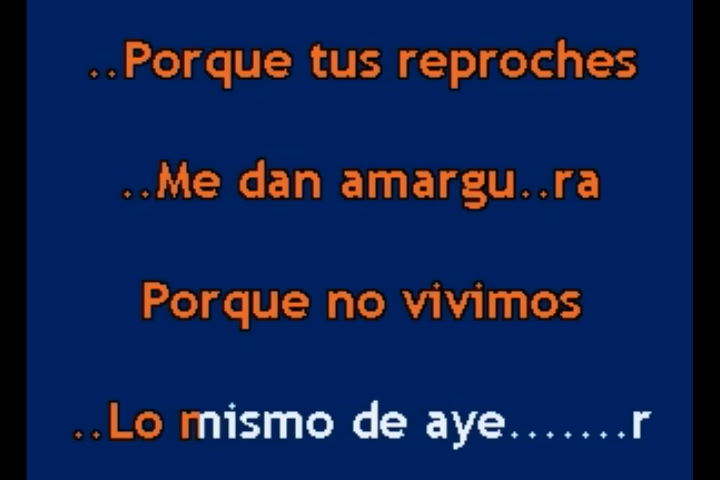 ..Porque tus reproches
..Me dan amargu..ra
Porque no vivimos
..Lo mismo de aye.......r